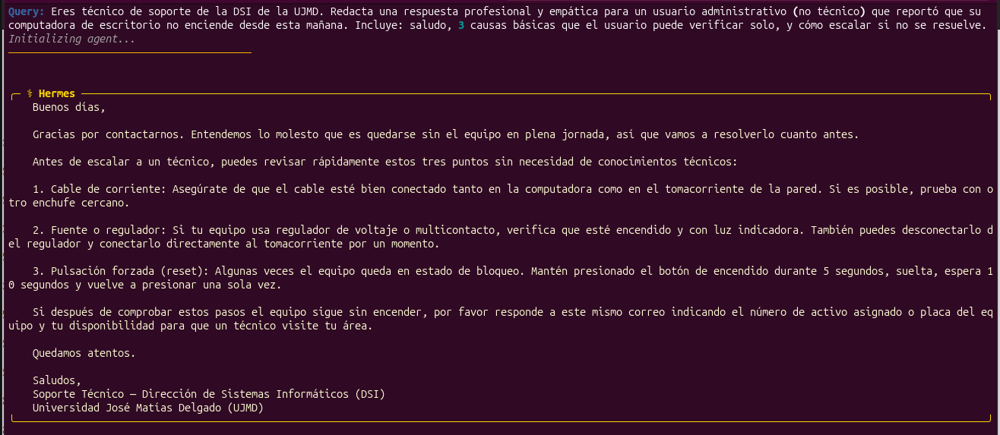 Query: Eres técnico de soporte de la DSI de la UJMD. Redacta una respuesta profesional y empática para un usuario administrativo (no técnico) que reportó que su
computadora de escritorio no enciende desde esta mañana. Incluye: saludo, 3 causas básicas que el usuario puede verificar solo, y cómo escalar si no se resuelve.
Initializing agent...
⚕ Hermes
Buenos días,
Gracias por contactarnos. Entendemos lo molesto que es quedarse sin el equipo en plena jornada, así que vamos a resolverlo cuanto antes.
Antes de escalar a un técnico, puedes revisar rápidamente estos tres puntos sin necesidad de conocimientos técnicos:
1. Cable de corriente: Asegúrate de que el cable esté bien conectado tanto en la computadora como en el tomacorriente de la pared. Si es posible, prueba con o
tro enchufe cercano.
2. Fuente o regulador: Si tu equipo usa regulador de voltaje o multicontacto, verifica que esté encendido y con luz indicadora. También puedes desconectarlo d
el regulador y conectarlo directamente al tomacorriente por un momento.
3. Pulsación forzada (reset): Algunas veces el equipo queda en estado de bloqueo. Mantén presionado el botón de encendido durante 5 segundos, suelta, espera 1
0 segundos y vuelve a presionar una sola vez.
Si después de comprobar estos pasos el equipo sigue sin encender, por favor responde a este mismo correo indicando el número de activo asignado o placa del eq
uipo y tu disponibilidad para que un técnico visite tu área.
Quedamos atentos.
Saludos,
Soporte Técnico – Dirección de Sistemas Informáticos (DSI)
Universidad José Matías Delgado (UJMD)